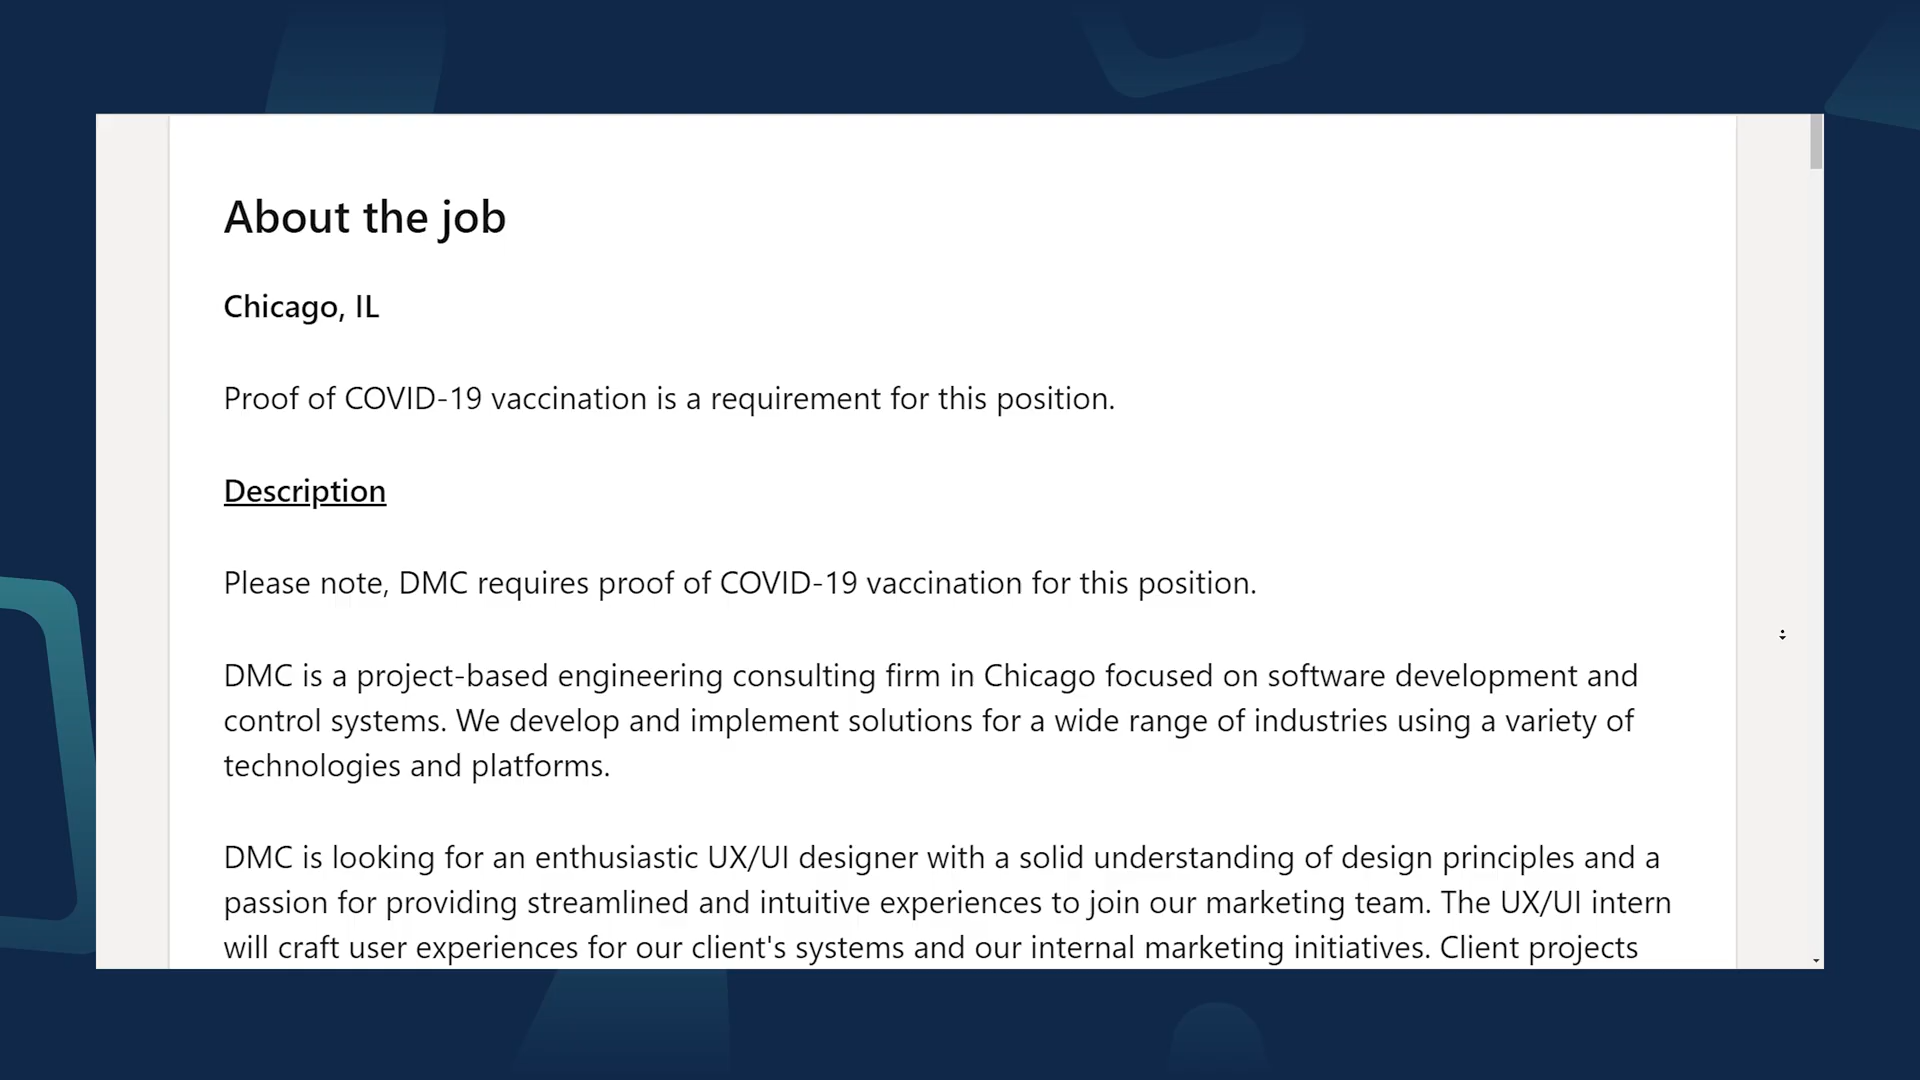 About the job
Chicago, IL
Proof of COVID-19 vaccination is a requirement for this position.
Description
Please note, DMC requires proof of COVID-19 vaccination for this position.
DMC is a project-based engineering consulting firm in Chicago focused on software development and
control systems. We develop and implement solutions for a wide range of industries using a variety of
technologies and platforms.
DMC is looking for an enthusiastic UX/UI designer with a solid understanding of design principles and a
passion for providing streamlined and intuitive experiences to join our marketing team. The UX/UI intern
will craft user experiences for our client's systems and our internal marketing initiatives. Client projects